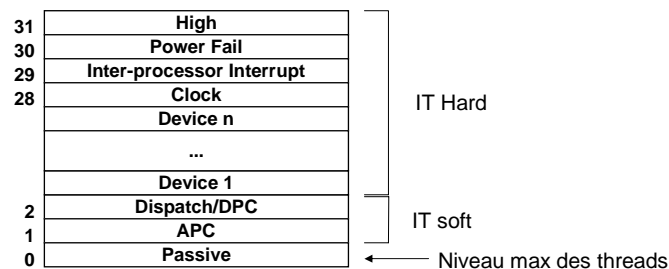 31 High
30 Power Fail
29 Inter-processor Interrupt
28 Clock
Device n
...
Device 1
2 Dispatch/DPC
1 APC
0 Passive
IT Hard
IT soft
Niveau max des threads